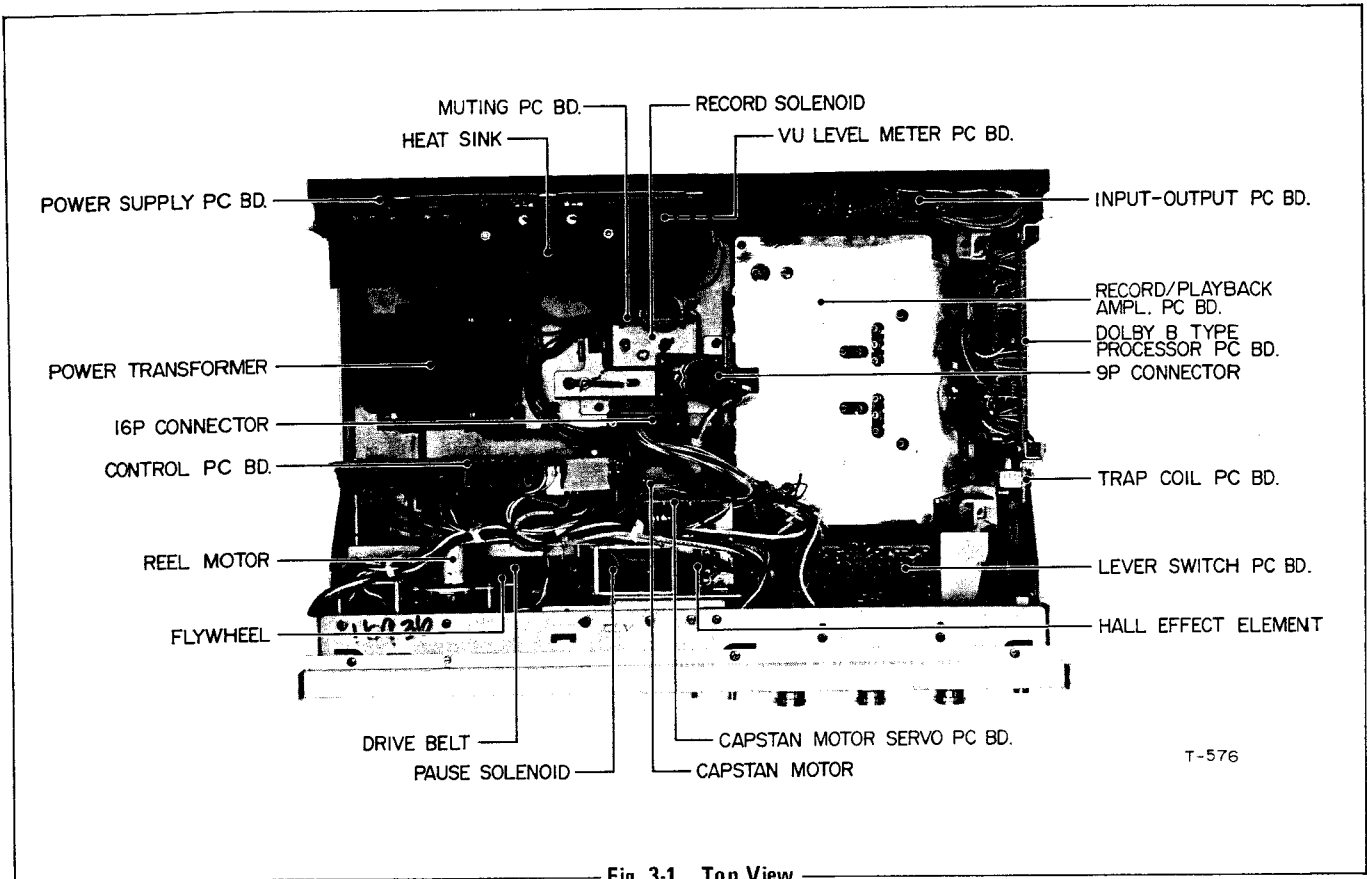 MUTING PC BD.
RECORD SOLENOID
HEAT SINK
VU LEVEL METER PC BD.
POWER SUPPLY PC BD.
INPUT-OUTPUT PC BD.
RECORD/PLAYBACK
AMPL. PC BD.
DOLBY B TYPE
PROCESSOR PC BD.
POWER TRANSFORMER
9P CONNECTOR
16P CONNECTOR
CONTROL PC BD.
TRAP COIL PC BD.
REEL MOTOR
LEVER SWITCH PC BD.
FLYWHEEL
HALL EFFECT ELEMENT
DRIVE BELT
CAPSTAN MOTOR SERVO PC BD.
PAUSE SOLENOID
CAPSTAN MOTOR
T-576
Fig. 3-1 Top View